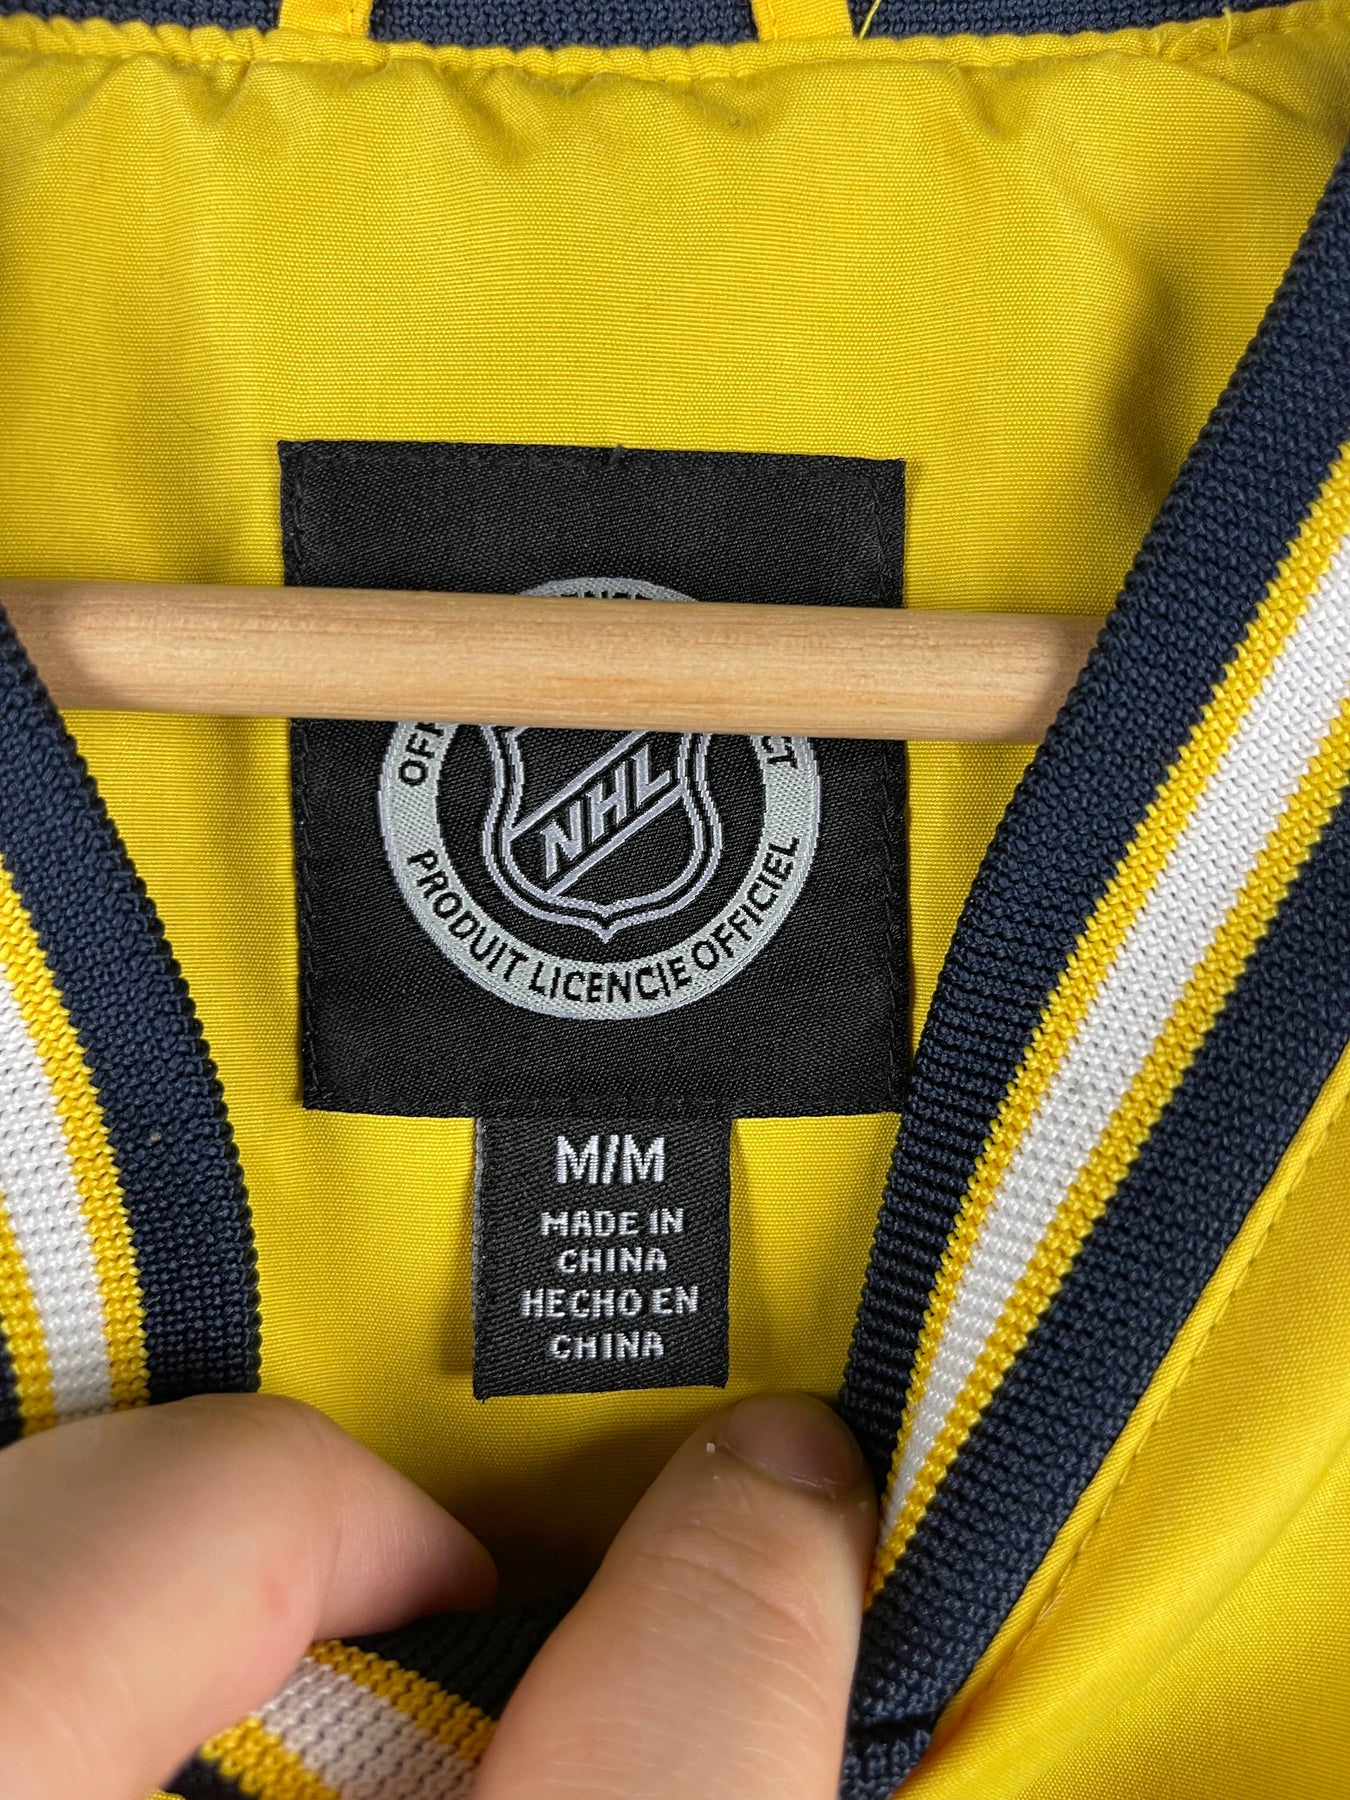 NHL
PRODUIT LICENCIE OFFICIEL
M/M
MADE IN
CHINA
HECHO EN
CHINA